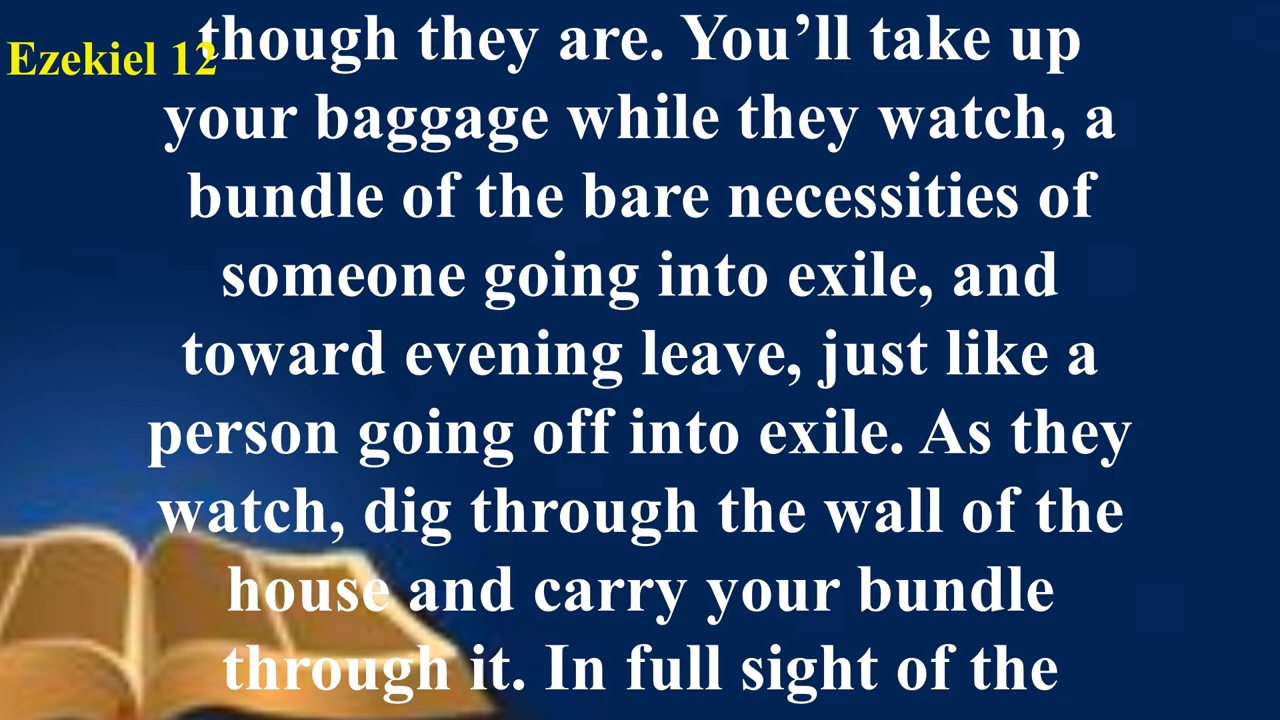 Ezekiel 12
though they are. You’ll take up
your baggage while they watch, a
bundle of the bare necessities of
someone going into exile, and
toward evening leave, just like a
person going off into exile. As they
watch, dig through the wall of the
house and carry your bundle
through it. In full sight of the